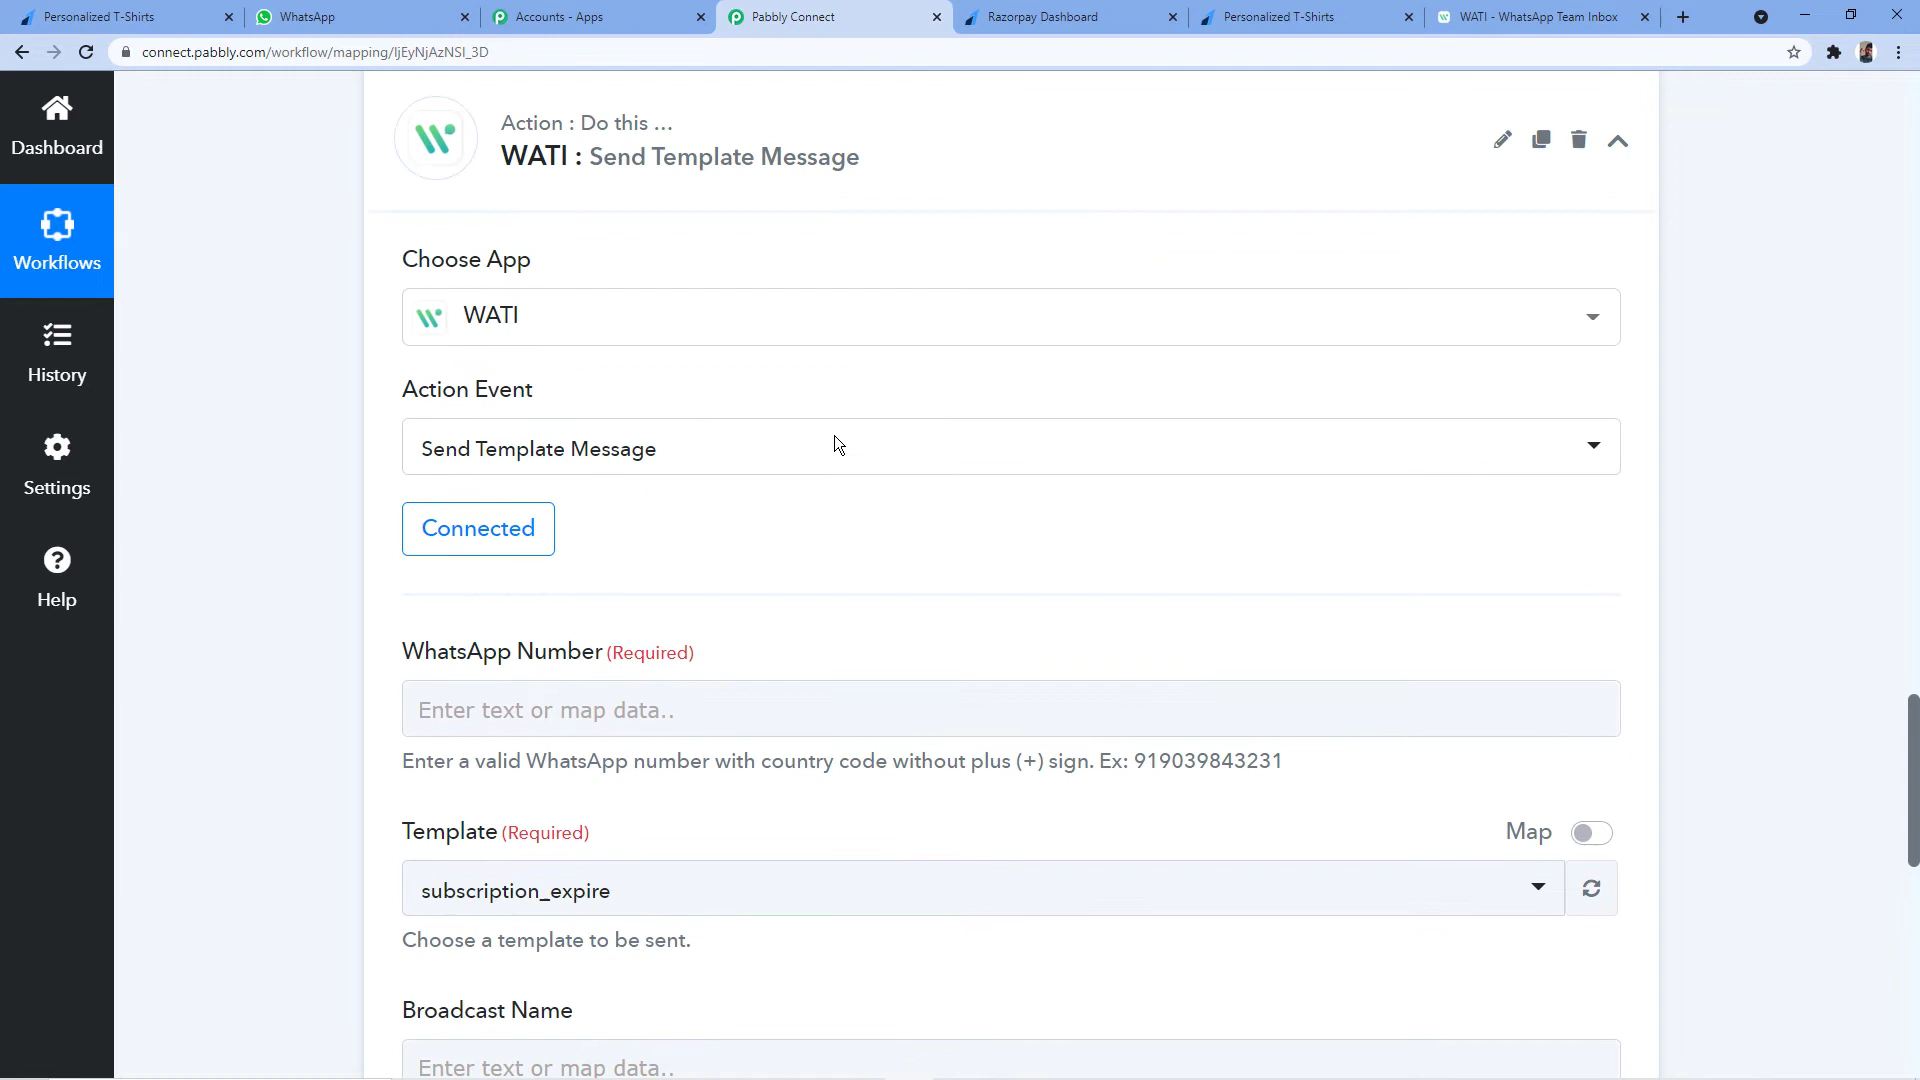 Personalized T-Shirts
WhatsApp
Accounts - Apps
Pabbly Connect
Razorpay Dashboard
Personalized T-Shirts
WATI - WhatsApp Team Inbox
connect.pabbly.com/workflow/mapping/IjEyNjAzNSI_3D
Dashboard
Workflows
History
Settings
Help
Action : Do this ...
WATI : Send Template Message
Choose App
WATI
Action Event
Send Template Message
Connected
WhatsApp Number (Required)
Enter text or map data..
Enter a valid WhatsApp number with country code without plus (+) sign. Ex: 919039843231
Template (Required)
Map
subscription_expire
Choose a template to be sent.
Broadcast Name
Enter text or map data..